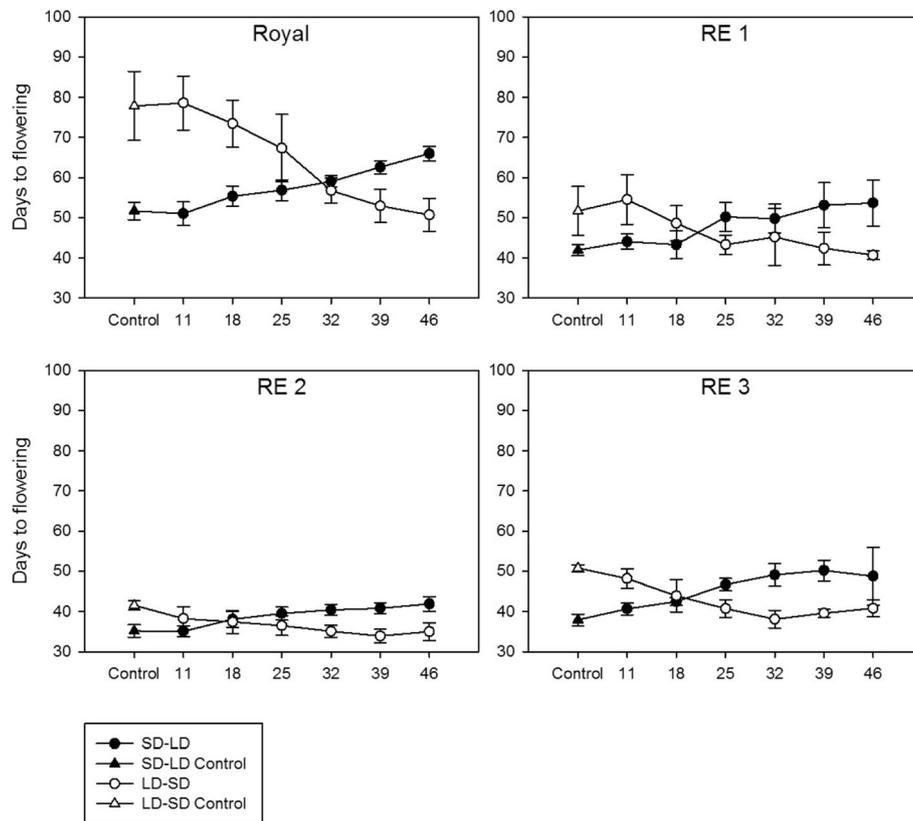 Royal
100
90
80
70
60
50
40
30
Days to flowering
Control 11 18 25 32 39 46
RE 1
100
90
80
70
60
50
40
30
Control 11 18 25 32 39 46
RE 2
100
90
80
70
60
50
40
30
Days to flowering
Control 11 18 25 32 39 46
RE 3
100
90
80
70
60
50
40
30
Control 11 18 25 32 39 46
SD-LD
SD-LD Control
LD-SD
LD-SD Control